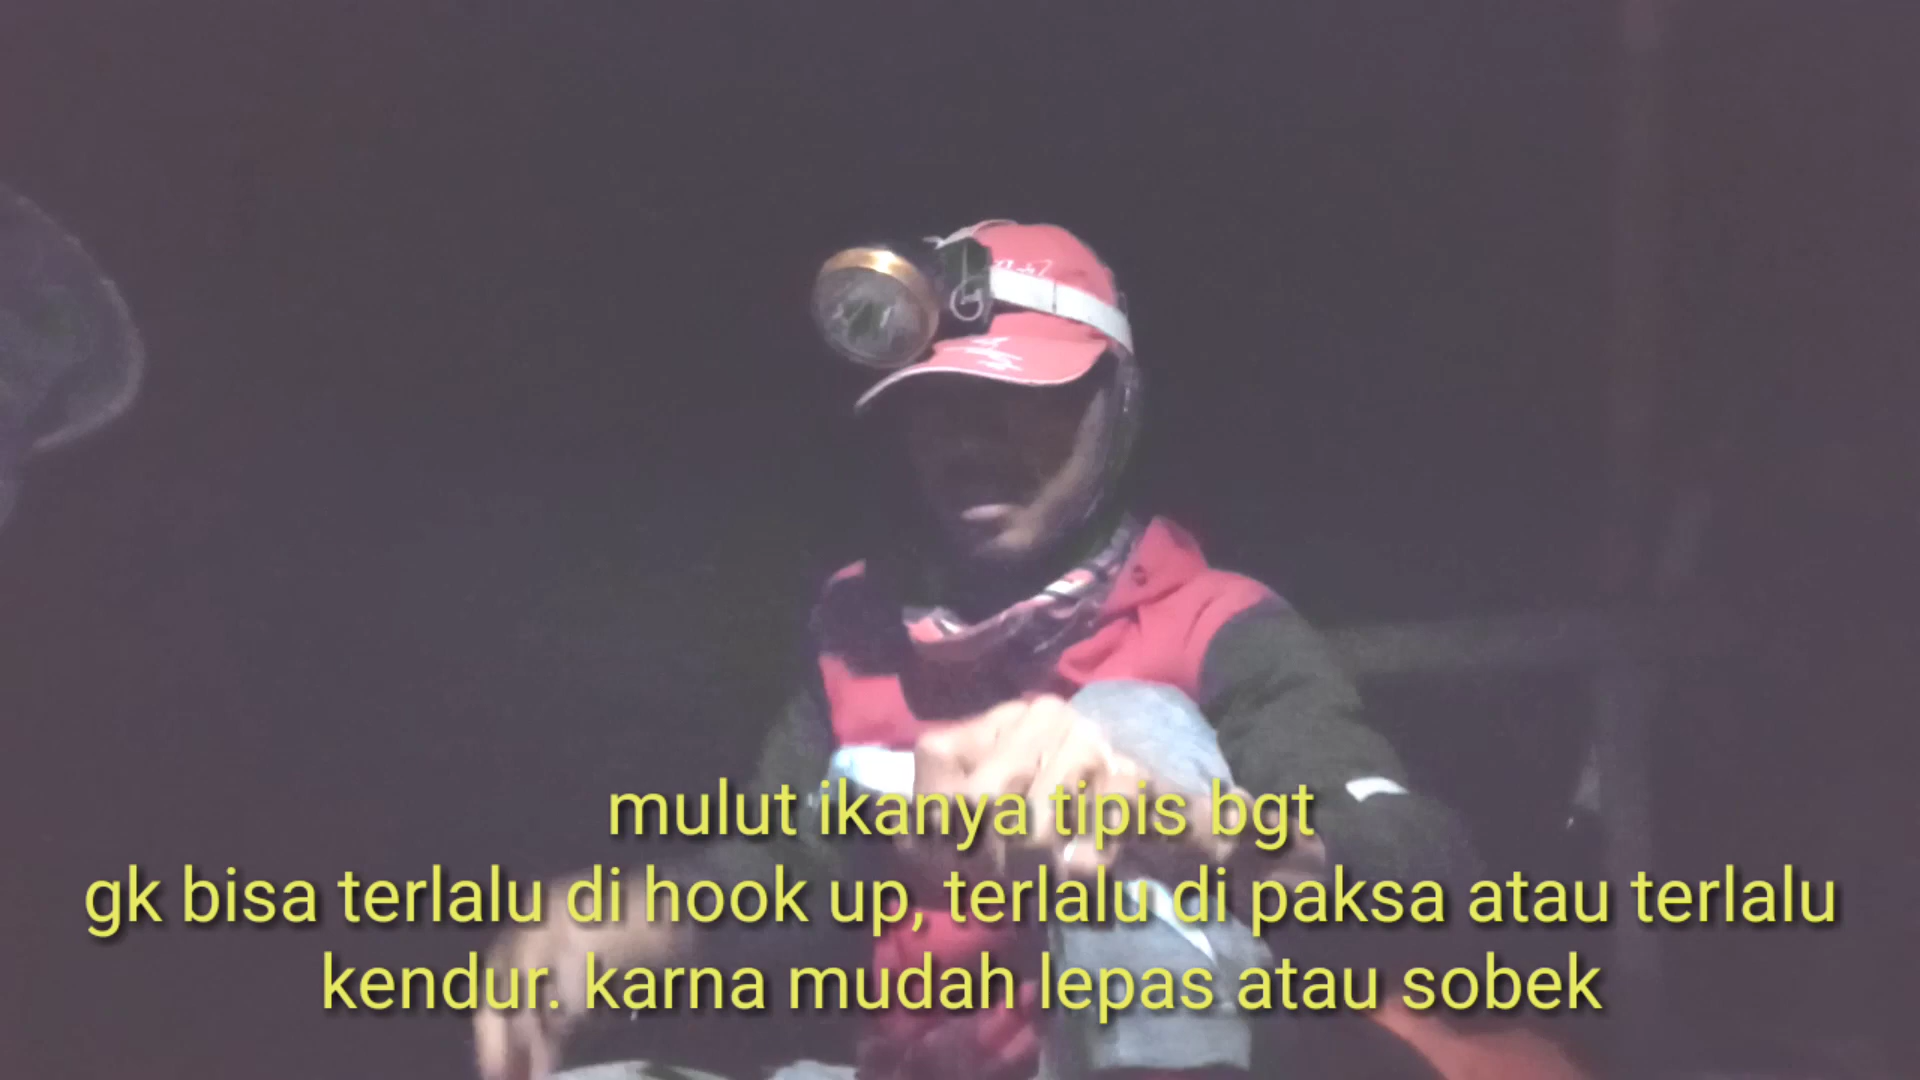 mulut ikanya tipis bgt
gk bisa terlalu di hook up, terlalu di paksa atau terlalu
kendur. karna mudah lepas atau sobek